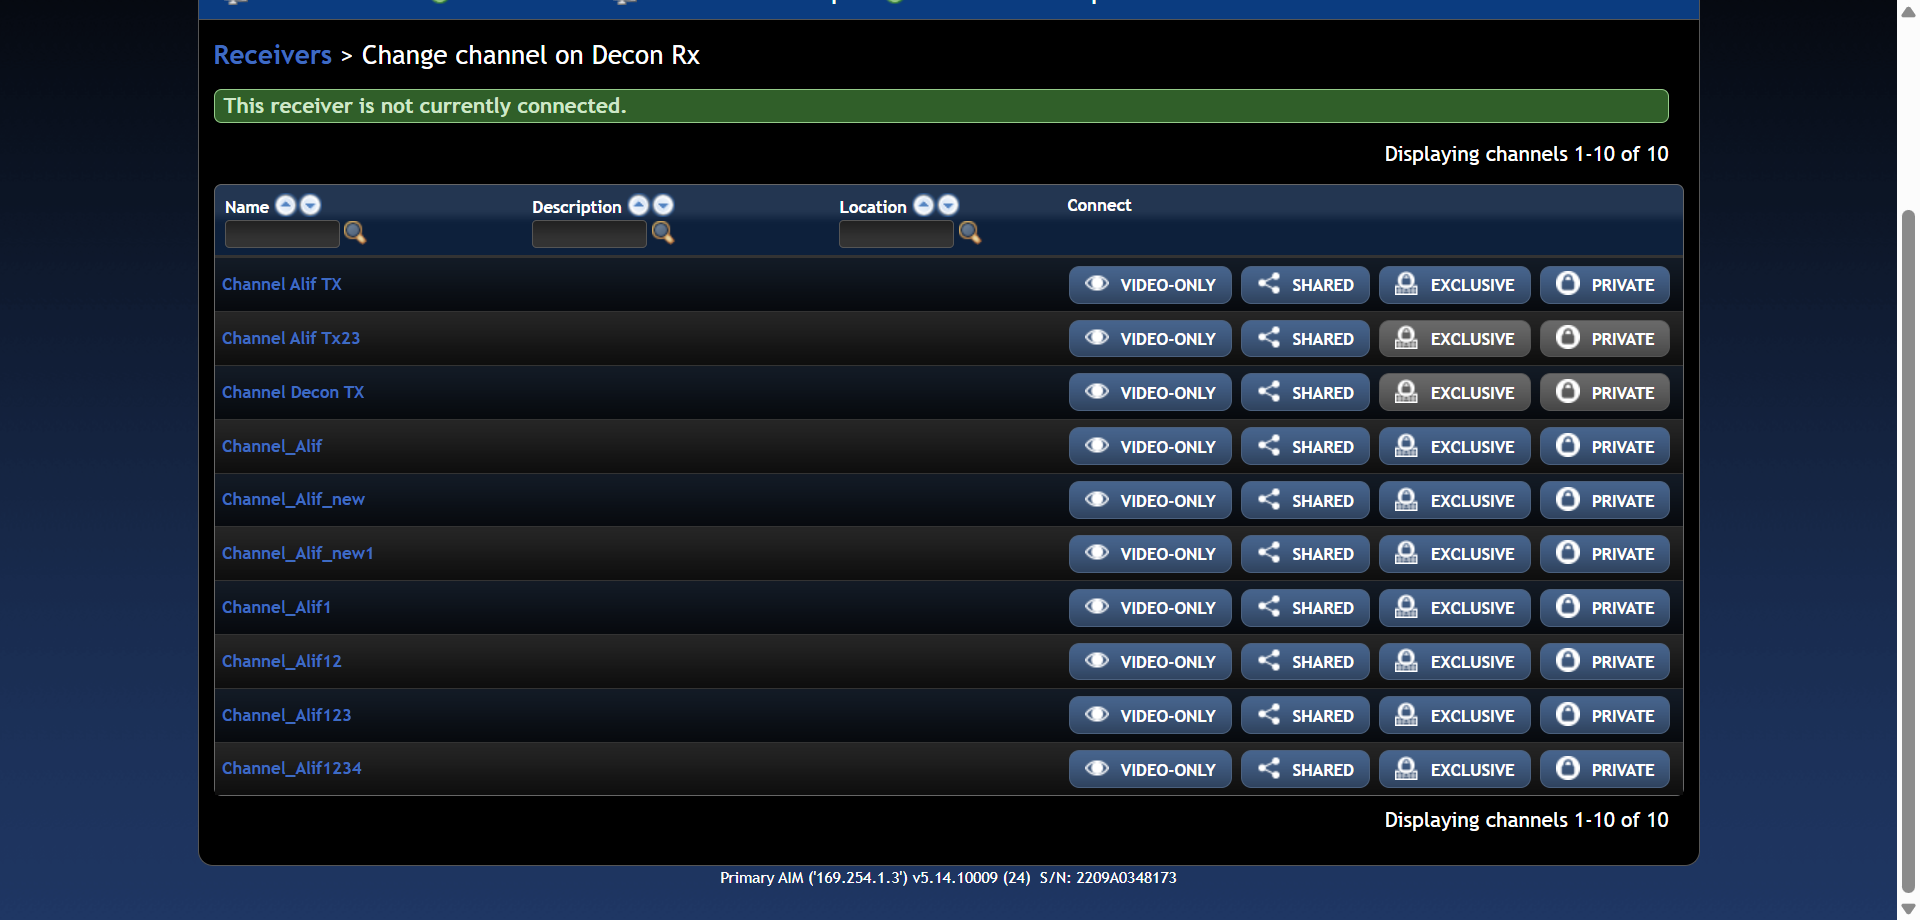 Receivers > Change channel on Decon Rx
This receiver is not currently connected.
Displaying channels 1-10 of 10
Name Description Location Connect
Channel Alif TX VIDEO-ONLY SHARED EXCLUSIVE PRIVATE
Channel Alif Tx23 VIDEO-ONLY SHARED EXCLUSIVE PRIVATE
Channel Decon TX VIDEO-ONLY SHARED EXCLUSIVE PRIVATE
Channel_Alif VIDEO-ONLY SHARED EXCLUSIVE PRIVATE
Channel_Alif_new VIDEO-ONLY SHARED EXCLUSIVE PRIVATE
Channel_Alif_new1 VIDEO-ONLY SHARED EXCLUSIVE PRIVATE
Channel_Alif1 VIDEO-ONLY SHARED EXCLUSIVE PRIVATE
Channel_Alif12 VIDEO-ONLY SHARED EXCLUSIVE PRIVATE
Channel_Alif123 VIDEO-ONLY SHARED EXCLUSIVE PRIVATE
Channel_Alif1234 VIDEO-ONLY SHARED EXCLUSIVE PRIVATE
Displaying channels 1-10 of 10
Primary AIM ('169.254.1.3') v5.14.10009 (24) S/N: 2209A0348173